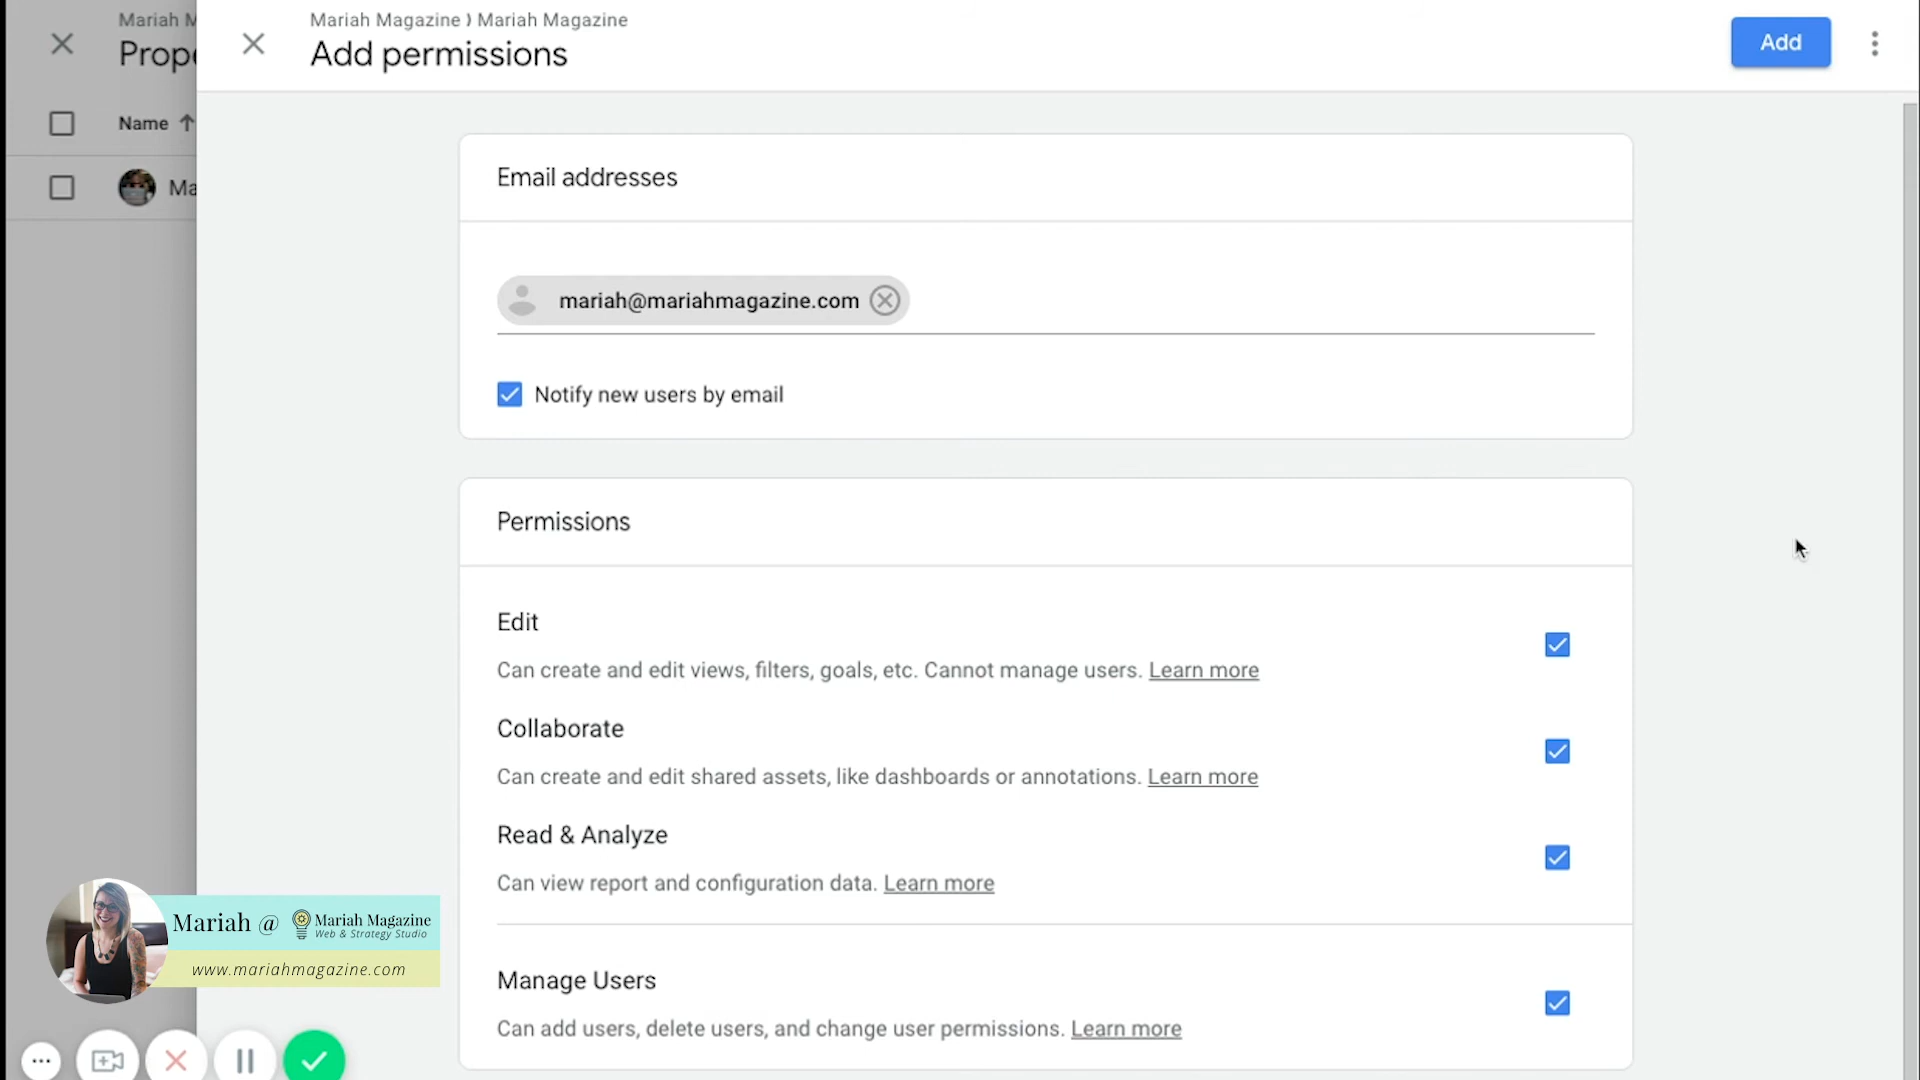 Mariah M
Prope
Name
Ma
Mariah Magazine ⟩ Mariah Magazine
Add permissions
Add
Email addresses
mariah@mariahmagazine.com
Notify new users by email
Permissions
Edit
Can create and edit views, filters, goals, etc. Cannot manage users. Learn more
Collaborate
Can create and edit shared assets, like dashboards or annotations. Learn more
Read & Analyze
Can view report and configuration data. Learn more
Manage Users
Can add users, delete users, and change user permissions. Learn more
Mariah @ Mariah Magazine
Web & Strategy Studio
www.mariahmagazine.com